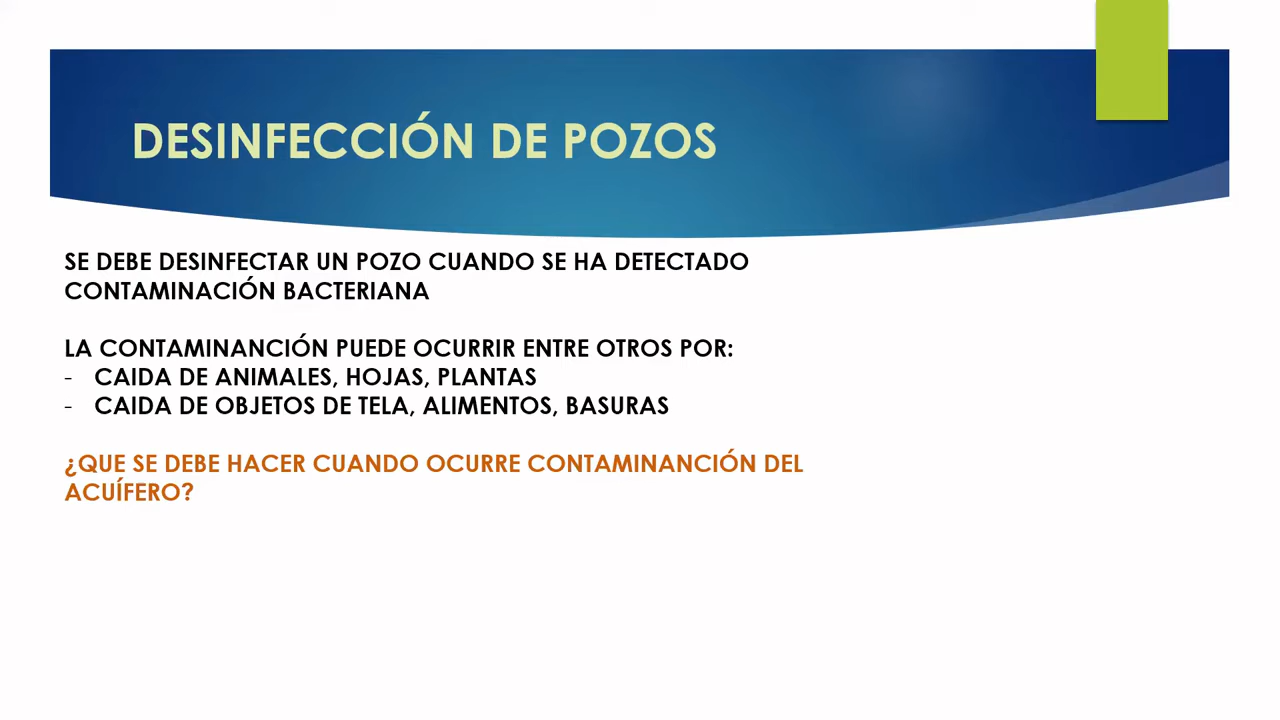 DESINFECCIÓN DE POZOS
SE DEBE DESINFECTAR UN POZO CUANDO SE HA DETECTADO
CONTAMINACIÓN BACTERIANA
LA CONTAMINANCIÓN PUEDE OCURRIR ENTRE OTROS POR:
- CAIDA DE ANIMALES, HOJAS, PLANTAS
- CAIDA DE OBJETOS DE TELA, ALIMENTOS, BASURAS
¿QUE SE DEBE HACER CUANDO OCURRE CONTAMINANCIÓN DEL
ACUÍFERO?